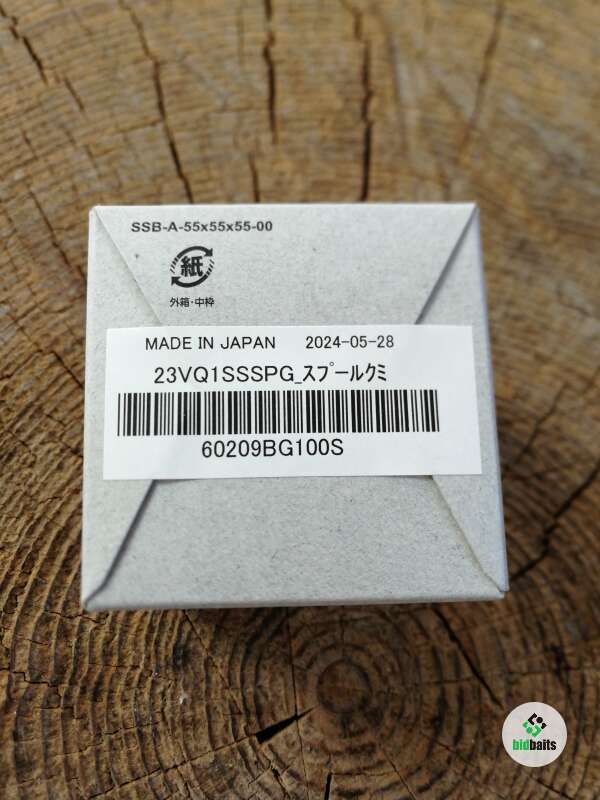 SSB-A-55x55x55-00
紙
外箱・中枠
MADE IN JAPAN 2024-05-28
23VQ1SSSPG_ｽﾌﾟｰﾙｸﾐ
60209BG100S
bidbaits